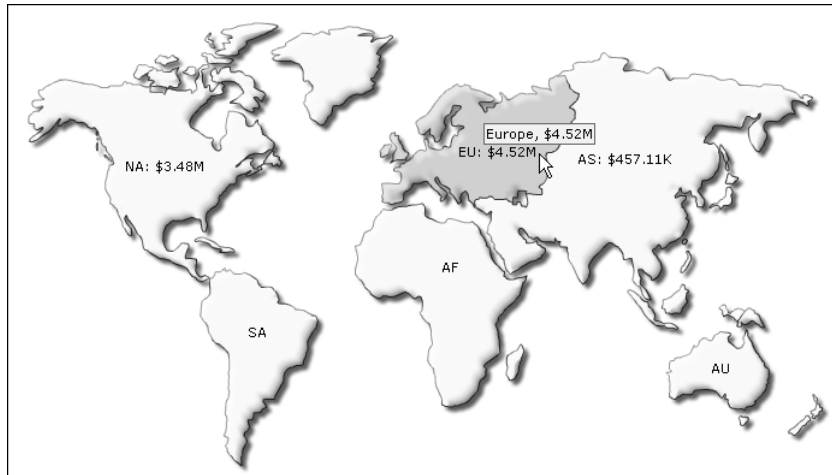 Europe, $4.52M
NA: $3.48M
EU: $4.52M
AS: $457.11K
AF
SA
AU